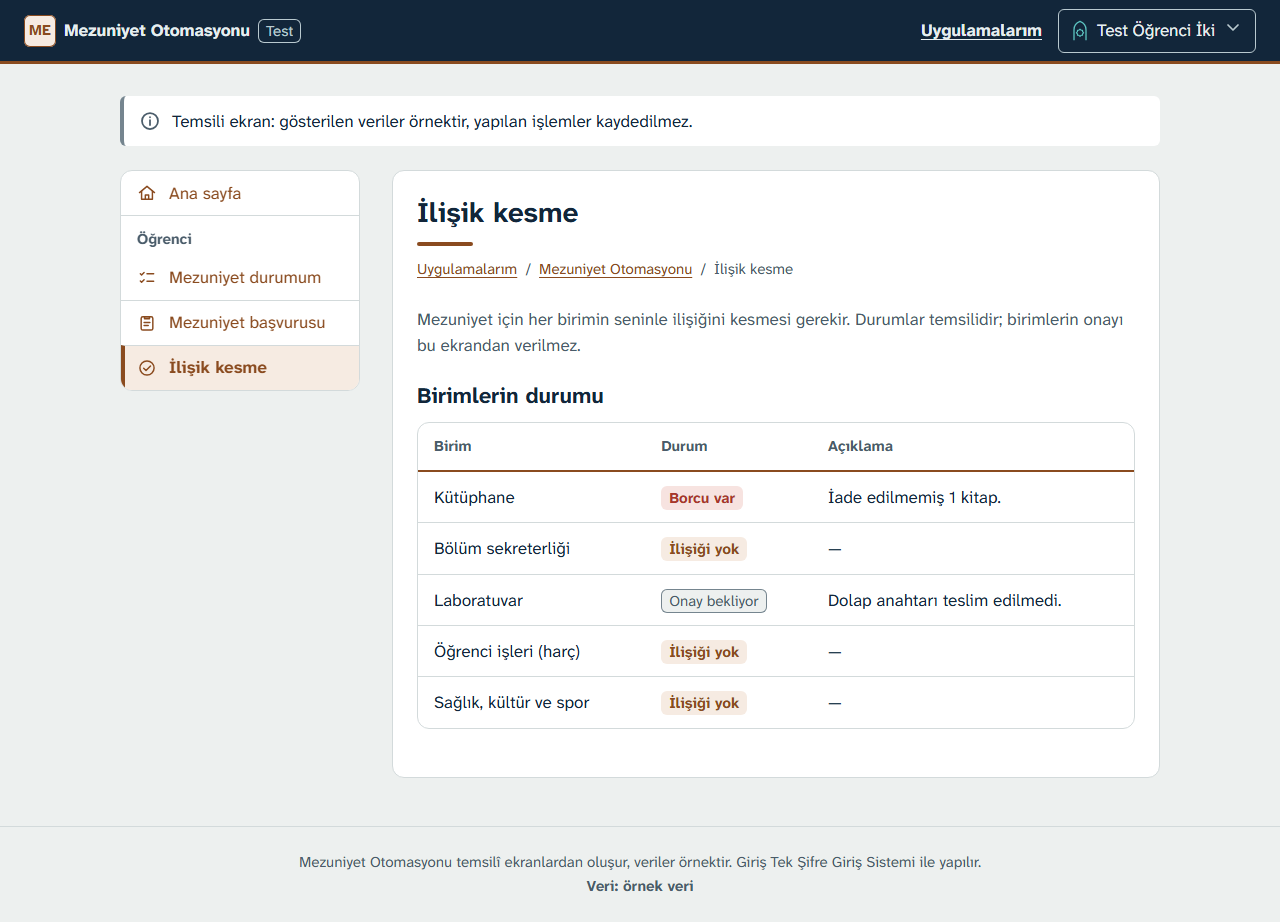 ME Mezuniyet Otomasyonu Test
Uygulamalarım
Test Öğrenci İki
Temsili ekran: gösterilen veriler örnektir, yapılan işlemler kaydedilmez.
Ana sayfa
Öğrenci
Mezuniyet durumum
Mezuniyet başvurusu
İlişik kesme
İlişik kesme
Uygulamalarım / Mezuniyet Otomasyonu / İlişik kesme
Mezuniyet için her birimin seninle ilişiğini kesmesi gerekir. Durumlar temsilidir; birimlerin onayı
bu ekrandan verilmez.
Birimlerin durumu
Birim Durum Açıklama
Kütüphane Borcu var İade edilmemiş 1 kitap.
Bölüm sekreterliği İlişiği yok —
Laboratuvar Onay bekliyor Dolap anahtarı teslim edilmedi.
Öğrenci işleri (harç) İlişiği yok —
Sağlık, kültür ve spor İlişiği yok —
Mezuniyet Otomasyonu temsilî ekranlardan oluşur, veriler örnektir. Giriş Tek Şifre Giriş Sistemi ile yapılır.
Veri: örnek veri